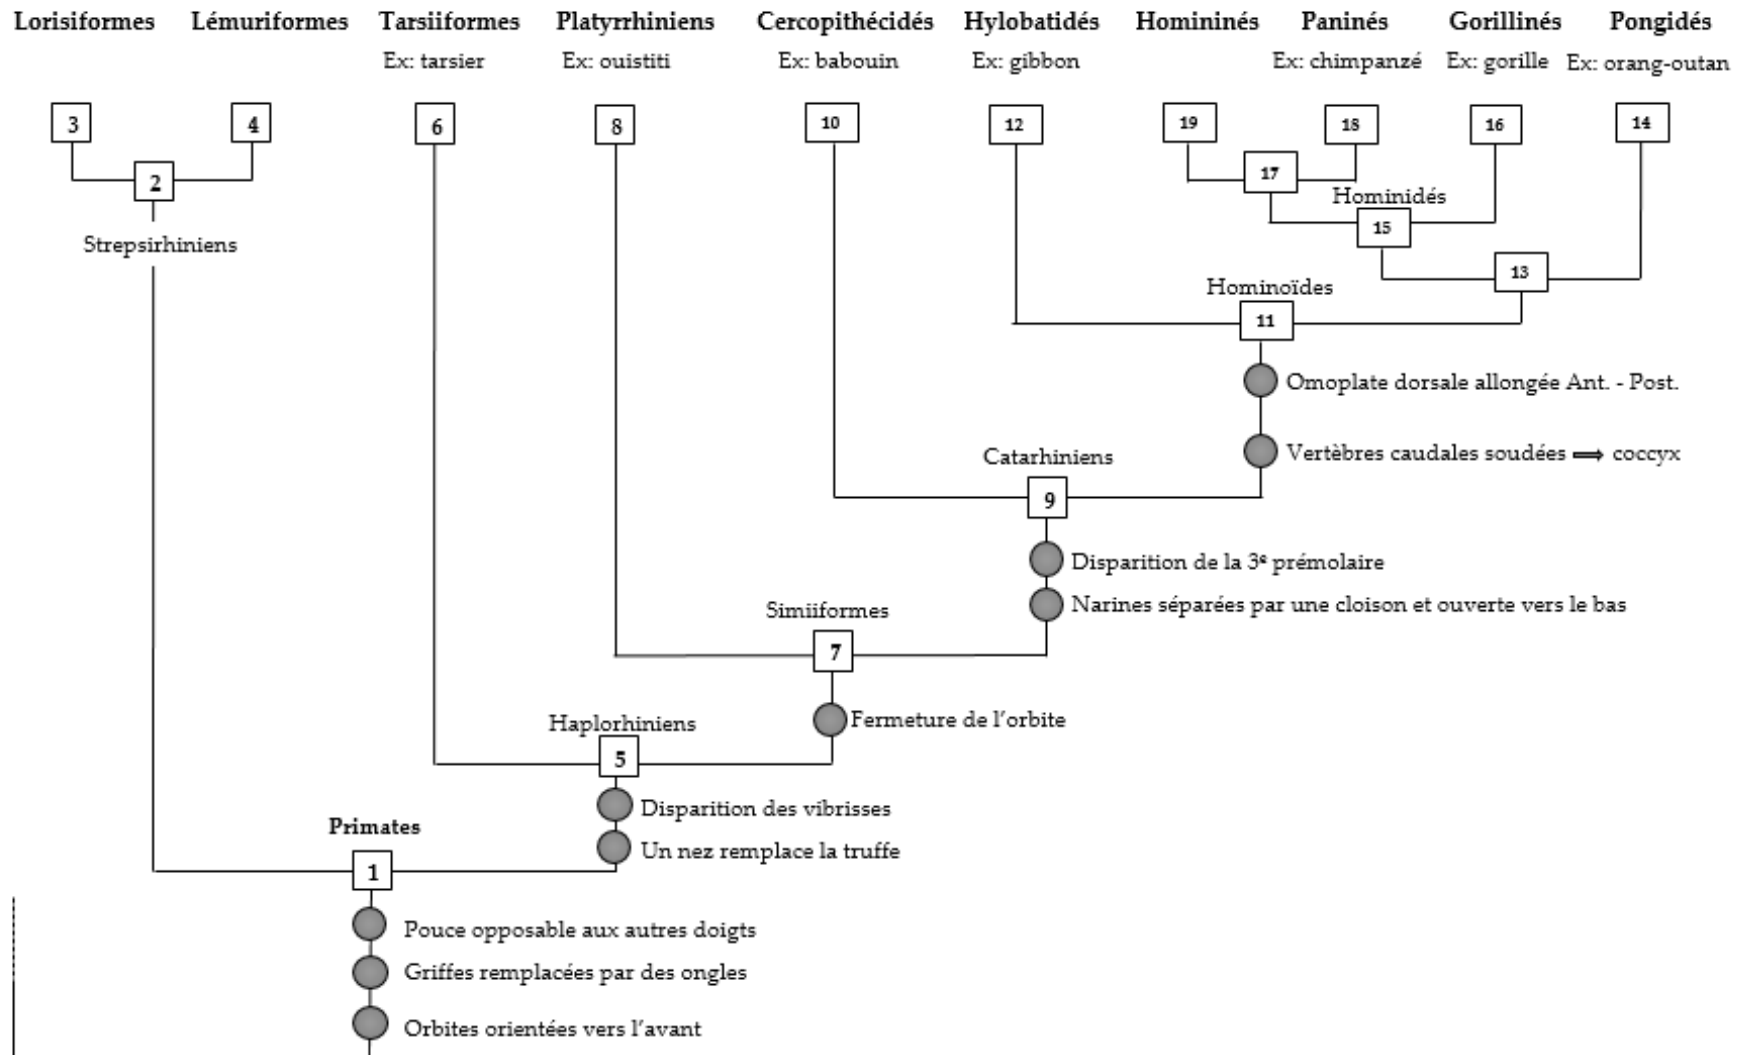 Lorisiformes Lémuriformes Tarsiiformes Platyrrhiniens Cercopithécidés Hylobatidés Homininés Paninés Gorillinés Pongidés
Ex: tarsier Ex: ouistiti Ex: babouin Ex: gibbon Ex: chimpanzé Ex: gorille Ex: orang-outan
3 4 6 8 10 12 19 18 16 14
2 17
Hominidés
15
Strepsirhiniens
13
Hominoïdes
11
Omoplate dorsale allongée Ant. - Post.
Vertèbres caudales soudées ⟹ coccyx
Catarhiniens
9
Disparition de la 3ᵉ prémolaire
Narines séparées par une cloison et ouverte vers le bas
Simiiformes
7
Fermeture de l'orbite
Haplorhiniens
5
Disparition des vibrisses
Primates
Un nez remplace la truffe
1
Pouce opposable aux autres doigts
Griffes remplacées par des ongles
Orbites orientées vers l'avant